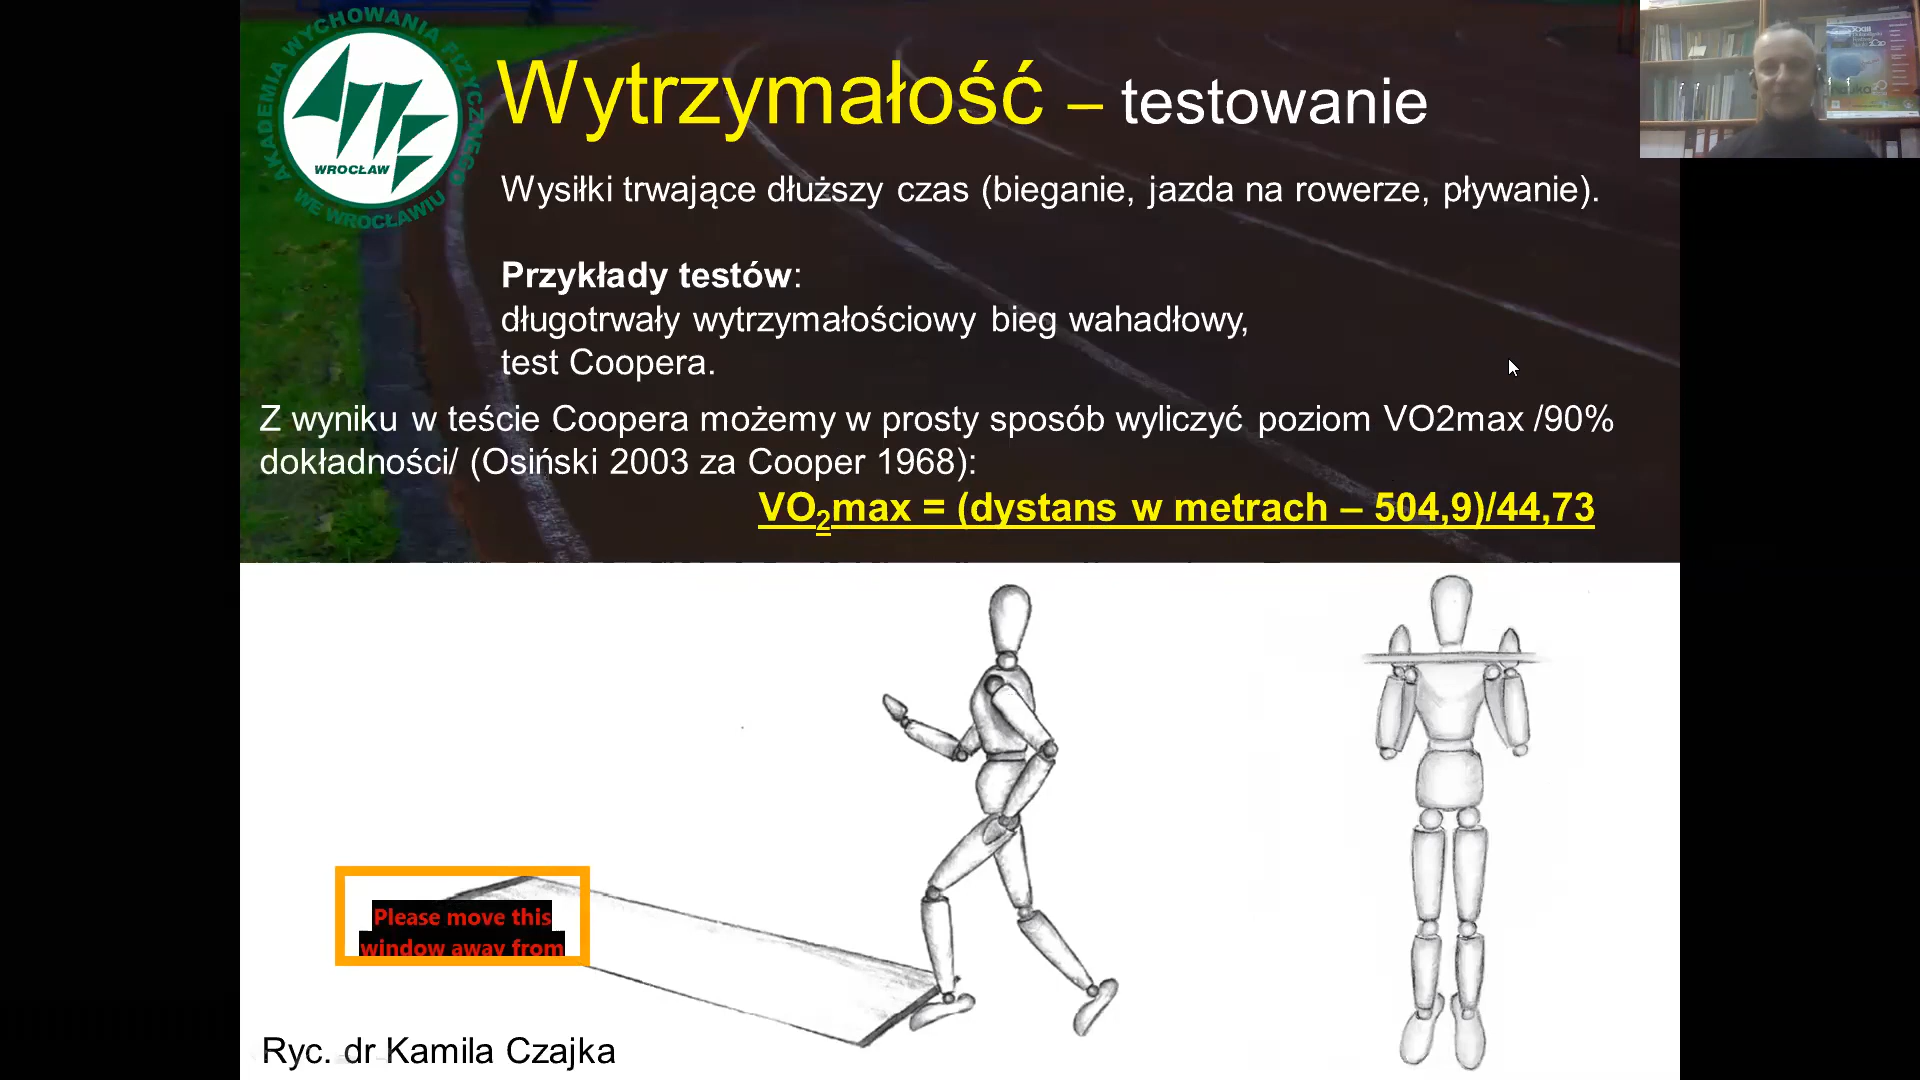 AKADEMIA WYCHOWANIA FIZYCZNEGO
WE WROCŁAWIU
WROCŁAW
Wytrzymałość – testowanie
Wysiłki trwające dłuższy czas (bieganie, jazda na rowerze, pływanie).
Przykłady testów:
długotrwały wytrzymałościowy bieg wahadłowy,
test Coopera.
Z wyniku w teście Coopera możemy w prosty sposób wyliczyć poziom VO2max /90%
dokładności/ (Osiński 2003 za Cooper 1968):
VO₂max = (dystans w metrach – 504,9)/44,73
Please move this
window away from
Ryc. dr Kamila Czajka